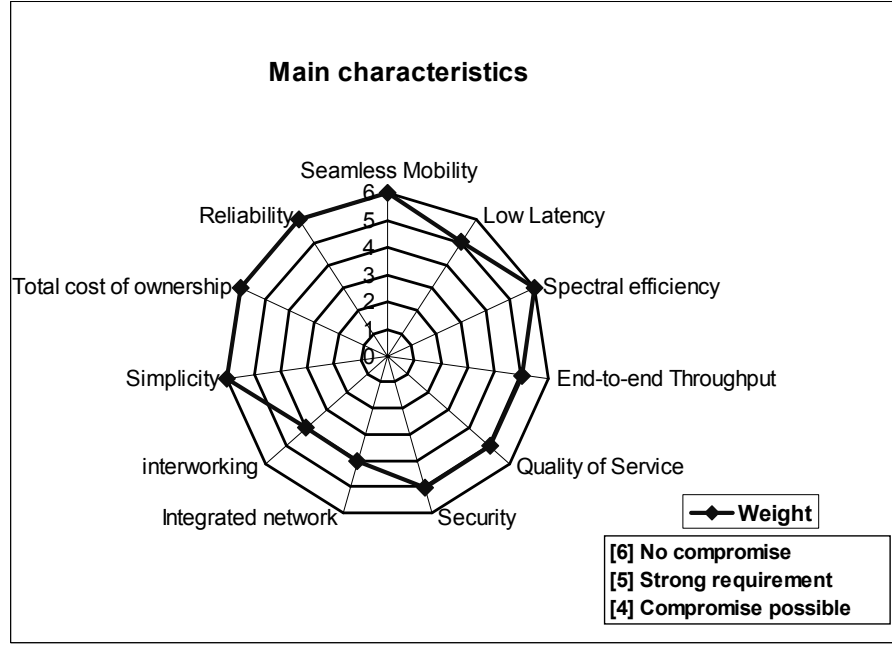 Main characteristics
Seamless Mobility
6
Reliability
Low Latency
5
4
Total cost of ownership
Spectral efficiency
3
2
1
0
Simplicity
End-to-end Throughput
interworking
Quality of Service
Integrated network
Security
Weight
[6] No compromise
[5] Strong requirement
[4] Compromise possible